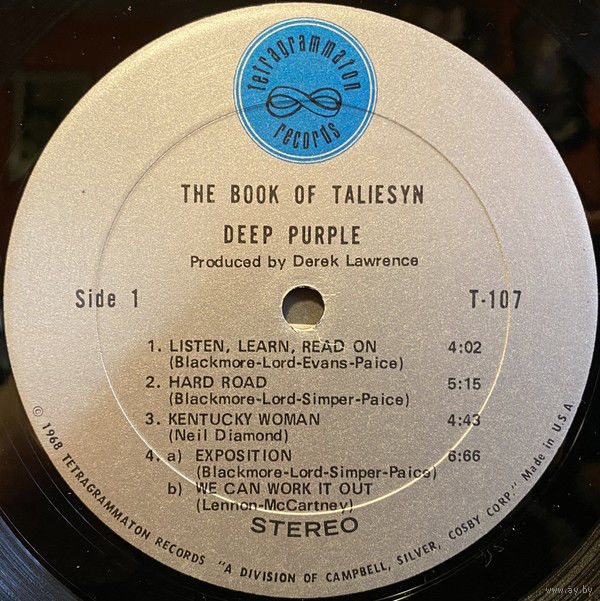 tetragrammaton
records
THE BOOK OF TALIESYN
DEEP PURPLE
Produced by Derek Lawrence
Side 1
T-107
1. LISTEN, LEARN, READ ON 4:02
(Blackmore-Lord-Evans-Paice)
2. HARD ROAD 5:15
(Blackmore-Lord-Simper-Paice)
3. KENTUCKY WOMAN 4:43
(Neil Diamond)
4. a) EXPOSITION 6:66
(Blackmore-Lord-Simper-Paice)
b) WE CAN WORK IT OUT
(Lennon-McCartney)
STEREO
© 1968 TETRAGRAMMATON RECORDS "A DIVISION OF CAMPBELL, SILVER, COSBY CORP." Made in U.S.A
www.ay.by